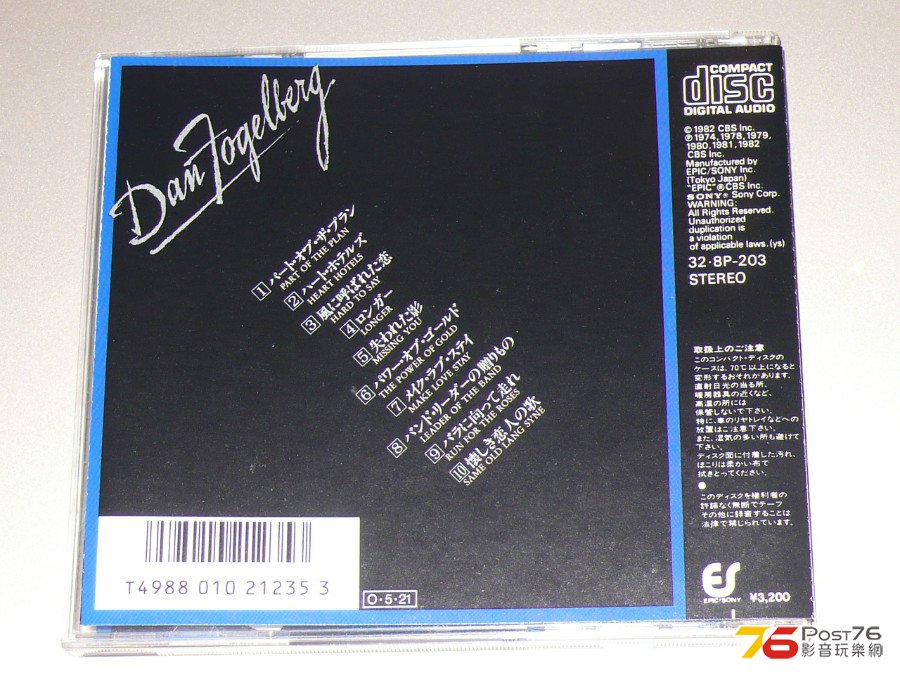 Dan Fogelberg
1 パート・オブ・ザ・プラン
PART OF THE PLAN
2 ハート・ホテルズ
HEART HOTELS
3 風に呼ばれた恋
HARD TO SAY
4 ロンガー
LONGER
5 失われた影
MISSING YOU
6 パワー・オブ・ゴールド
THE POWER OF GOLD
7 メイク・ラブ・ステイ
MAKE LOVE STAY
8 バンド・リーダーの贈りもの
LEADER OF THE BAND
9 バラに向って走れ
RUN FOR THE ROSES
10 懐しき恋人の歌
SAME OLD LANG SYNE
T4988 010 21235 3
O・5・21
COMPACT
disc
DIGITAL AUDIO
© 1982 CBS Inc.
℗ 1974, 1978, 1979,
1980, 1981, 1982
CBS Inc.
Manufactured by
EPIC/SONY Inc.
(Tokyo Japan)
"EPIC" ® CBS Inc.
SONY® Sony Corp.
WARNING:
All Rights Reserved.
Unauthorized
duplication is
a violation
of applicable laws. (ys)
32・8P-203
STEREO
取扱上のご注意
このコンパクト・ディスクの
ケースは、70℃以上になると
変形するおそれがあります。
直射日光の当る所、
暖房器具の近くなど、
高温の所には
保管しないで下さい。
特に、車のリヤトレイなどへの
放置はご注意下さい。
また、湿気の多い所も避けて
下さい。
ディスク面に付着した汚れ、
ほこりは柔かい布で
拭きとってください。
●
このディスクを権利者の
許諾なく無断でテープ
その他に録音することは
法律で禁じられています。
ES
EPIC/SONY
¥3,200
76 POST76
影音玩樂網